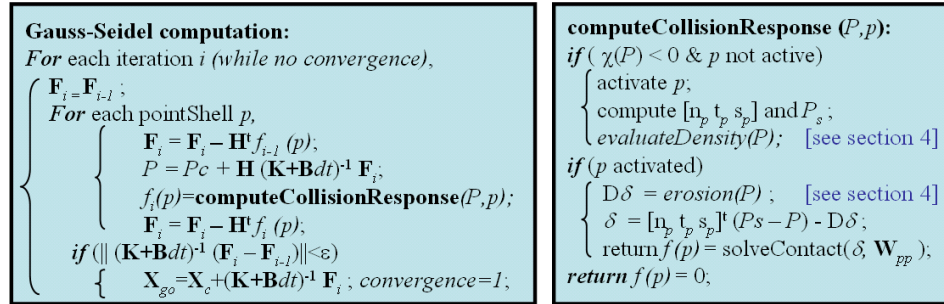 Gauss-Seidel computation:
For each iteration i (while no convergence),
F_i = F_{i-1} ;
For each pointShell p,
F_i = F_i – H^t f_{i-1} (p);
P = Pc + H (K+Bdt)^{-1} F_i;
f_i(p)=computeCollisionResponse(P,p);
F_i = F_i – H^t f_i (p);
if(|| (K+Bdt)^{-1} (F_i – F_{i-1})||<ε)
X_{go}=X_c+(K+Bdt)^{-1} F_i ; convergence=1;
computeCollisionResponse (P,p):
if ( χ(P) < 0 & p not active)
activate p;
compute [n_p t_p s_p] and P_s ;
evaluateDensity(P); [see section 4]
if (p activated)
Dδ = erosion(P) ; [see section 4]
δ = [n_p t_p s_p]^t (Ps – P) - Dδ;
return f(p) = solveContact(δ, W_{pp} );
return f(p) = 0;